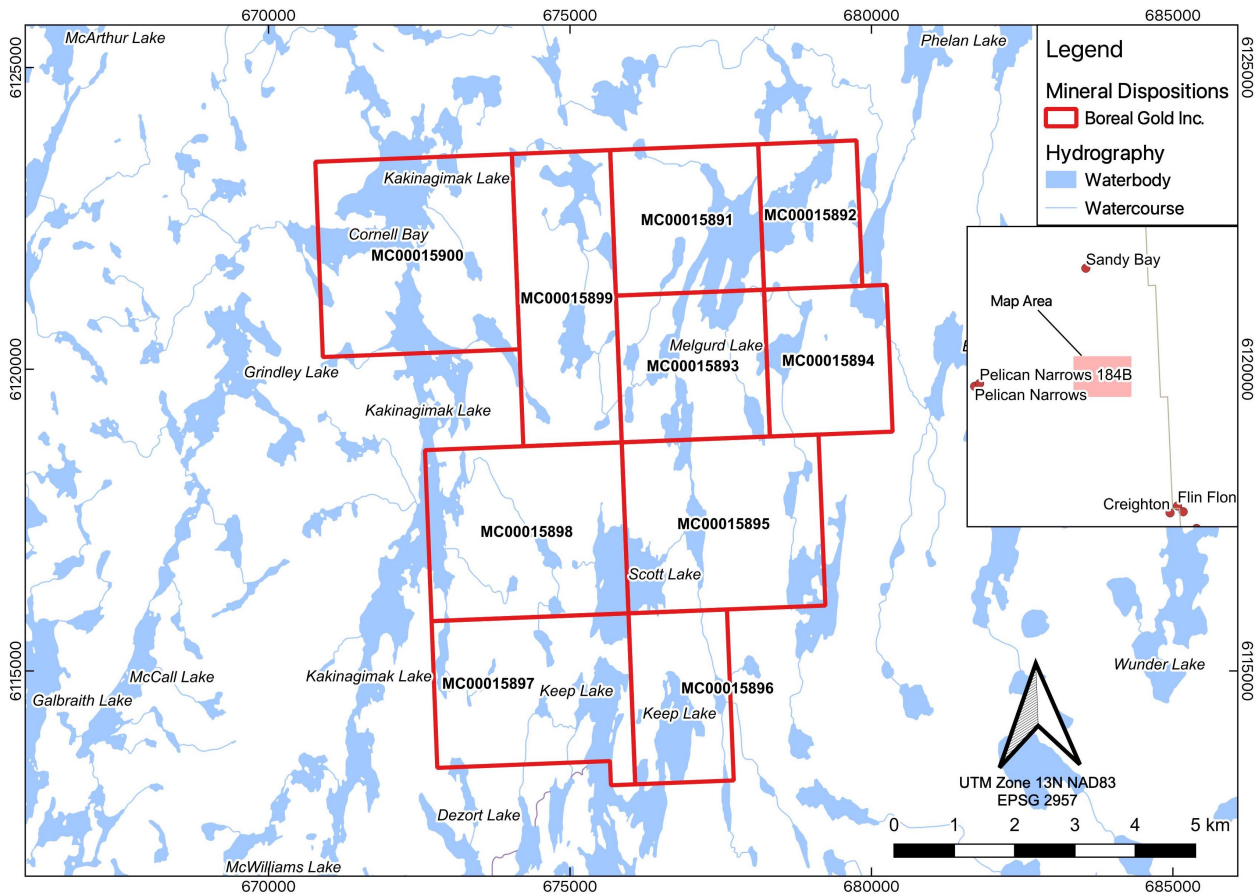 670000
675000
680000
685000
McArthur Lake
Phelan Lake
6125000
6125000
Legend
Mineral Dispositions
Boreal Gold Inc.
Hydrography
Waterbody
Watercourse
Kakinagimak Lake
MC00015891
MC00015892
Cornell Bay
MC00015900
Sandy Bay
MC00015899
Map Area
Melgurd Lake
MC00015893
MC00015894
6120000
6120000
Grindley Lake
Pelican Narrows 184B
Pelican Narrows
Kakinagimak Lake
Creighton
Flin Flon
MC00015898
MC00015895
Scott Lake
Kakinagimak Lake
McCall Lake
Galbraith Lake
MC00015897
Keep Lake
MC00015896
Keep Lake
Wunder Lake
6115000
6115000
UTM Zone 13N NAD83
EPSG 2957
Dezort Lake
0 1 2 3 4 5 km
McWilliams Lake
670000
675000
680000
685000